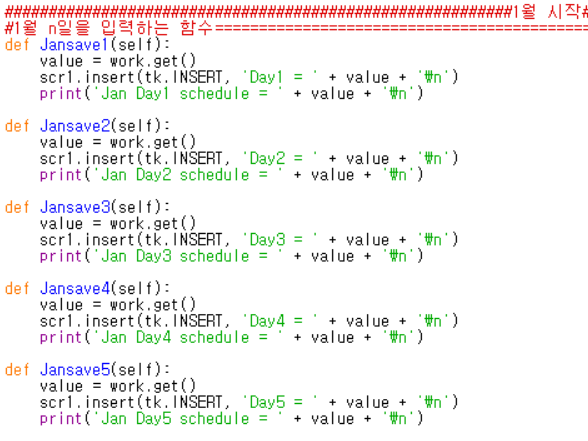 ################################################################1월 시작#
#1월 n일을 입력하는 함수================================================
def Jansave1(self):
    value = work.get()
    scr1.insert(tk.INSERT, 'Day1 = ' + value + '₩n')
    print('Jan Day1 schedule = ' + value + '₩n')
def Jansave2(self):
    value = work.get()
    scr1.insert(tk.INSERT, 'Day2 = ' + value + '₩n')
    print('Jan Day2 schedule = ' + value + '₩n')
def Jansave3(self):
    value = work.get()
    scr1.insert(tk.INSERT, 'Day3 = ' + value + '₩n')
    print('Jan Day3 schedule = ' + value + '₩n')
def Jansave4(self):
    value = work.get()
    scr1.insert(tk.INSERT, 'Day4 = ' + value + '₩n')
    print('Jan Day4 schedule = ' + value + '₩n')
def Jansave5(self):
    value = work.get()
    scr1.insert(tk.INSERT, 'Day5 = ' + value + '₩n')
    print('Jan Day5 schedule = ' + value + '₩n')